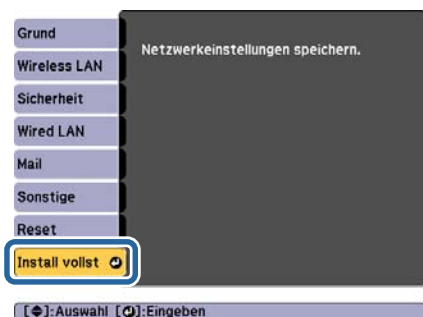 Grund
Netzwerkeinstellungen speichern.
Wireless LAN
Sicherheit
Wired LAN
Mail
Sonstige
Reset
Install vollst
[]:Auswahl []:Eingeben